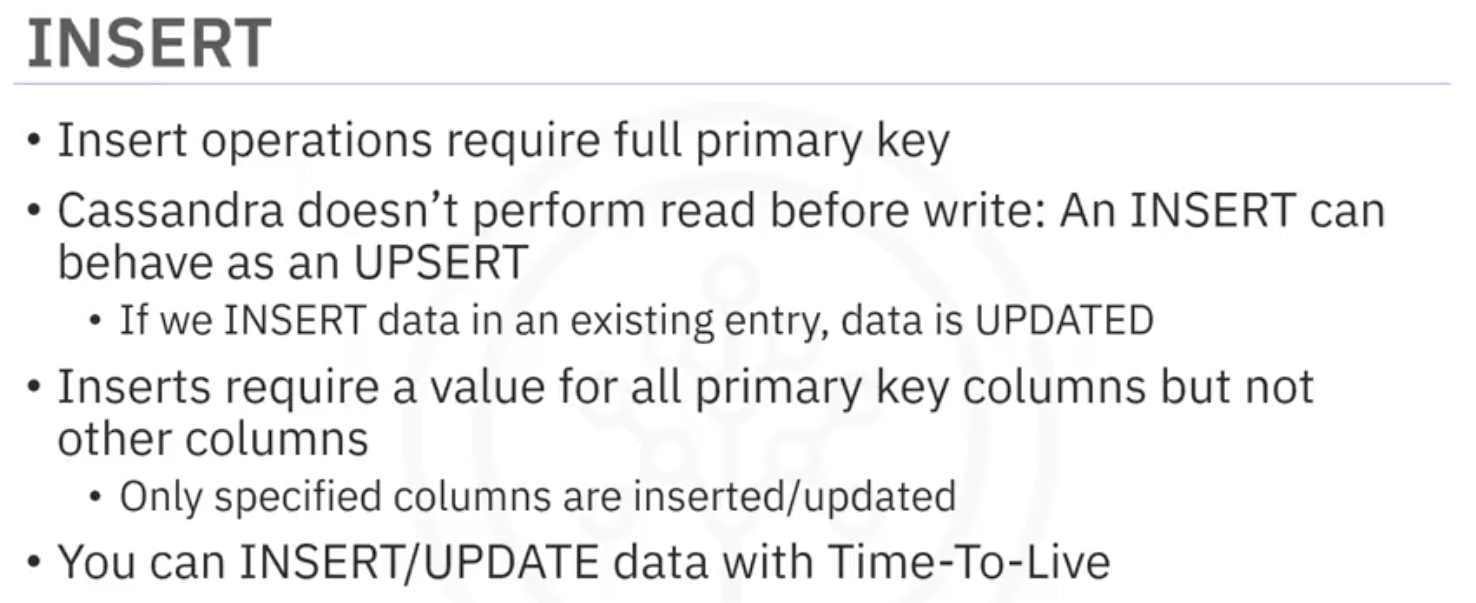 INSERT
• Insert operations require full primary key
• Cassandra doesn’t perform read before write: An INSERT can
behave as an UPSERT
• If we INSERT data in an existing entry, data is UPDATED
• Inserts require a value for all primary key columns but not
other columns
• Only specified columns are inserted/updated
• You can INSERT/UPDATE data with Time-To-Live